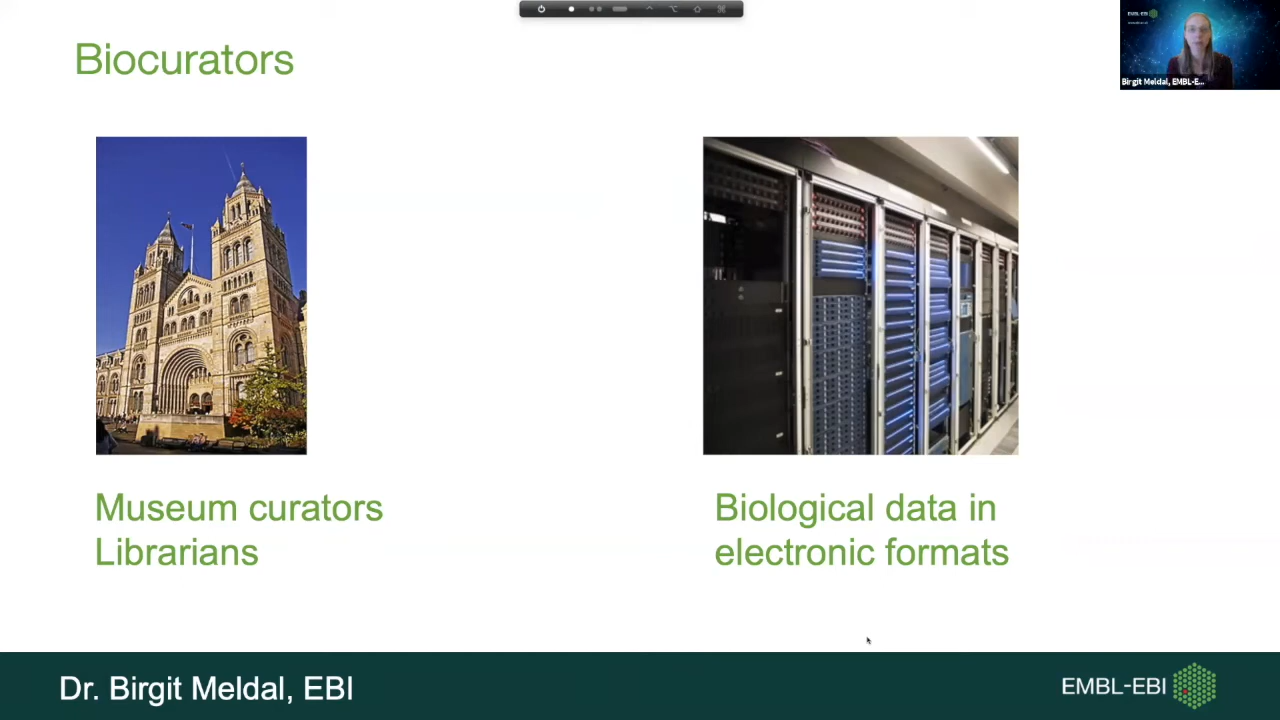 Biocurators
Birgit Meldal, EMBL-E...
Museum curators
Librarians
Biological data in
electronic formats
Dr. Birgit Meldal, EBI
EMBL-EBI